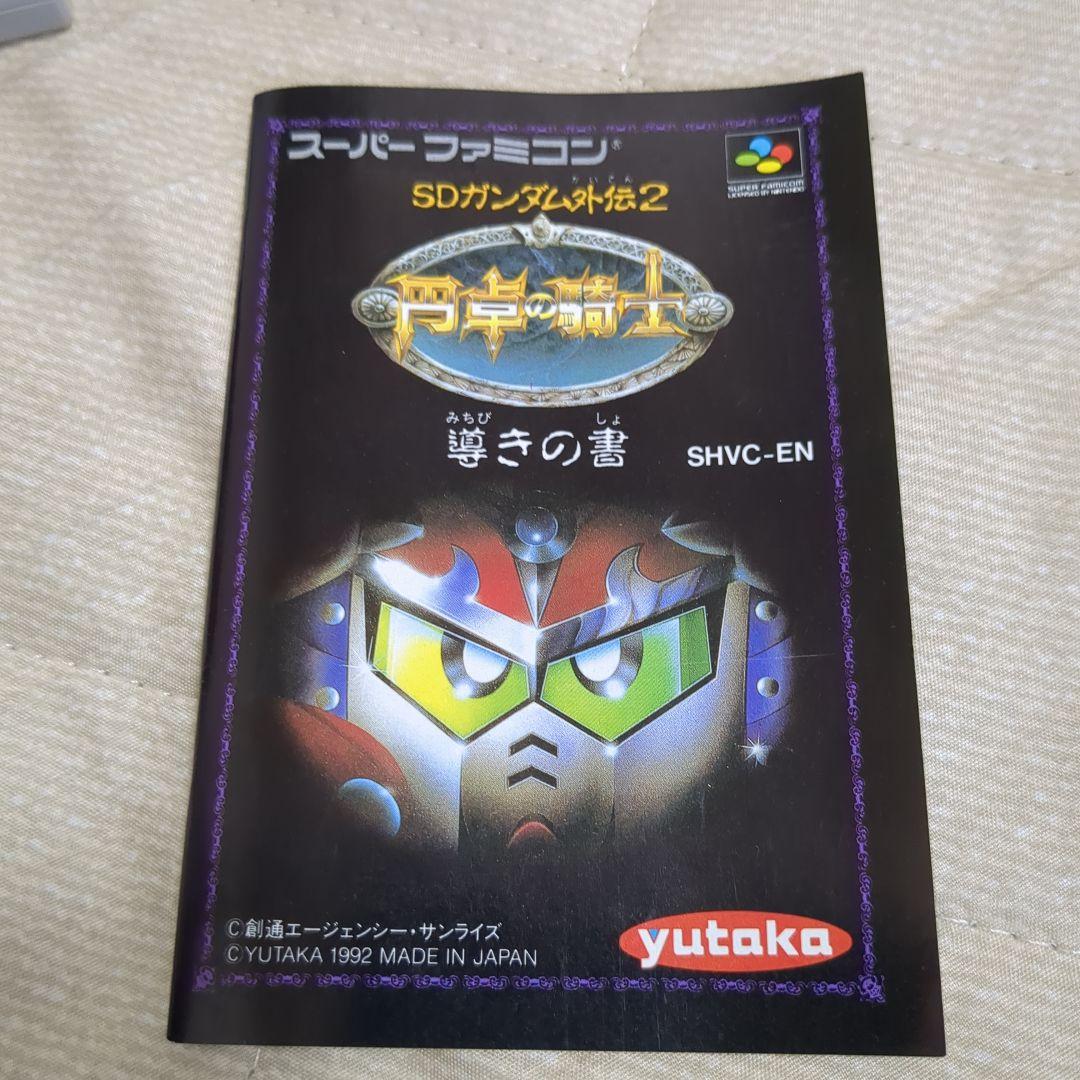 スーパーファミコン®
SUPER FAMICOM
LICENSED BY NINTENDO
がいでん
SDガンダム外伝2
円卓の騎士
みちび しょ
導きの書
SHVC-EN
©創通エージェンシー・サンライズ
©YUTAKA 1992 MADE IN JAPAN
yutaka